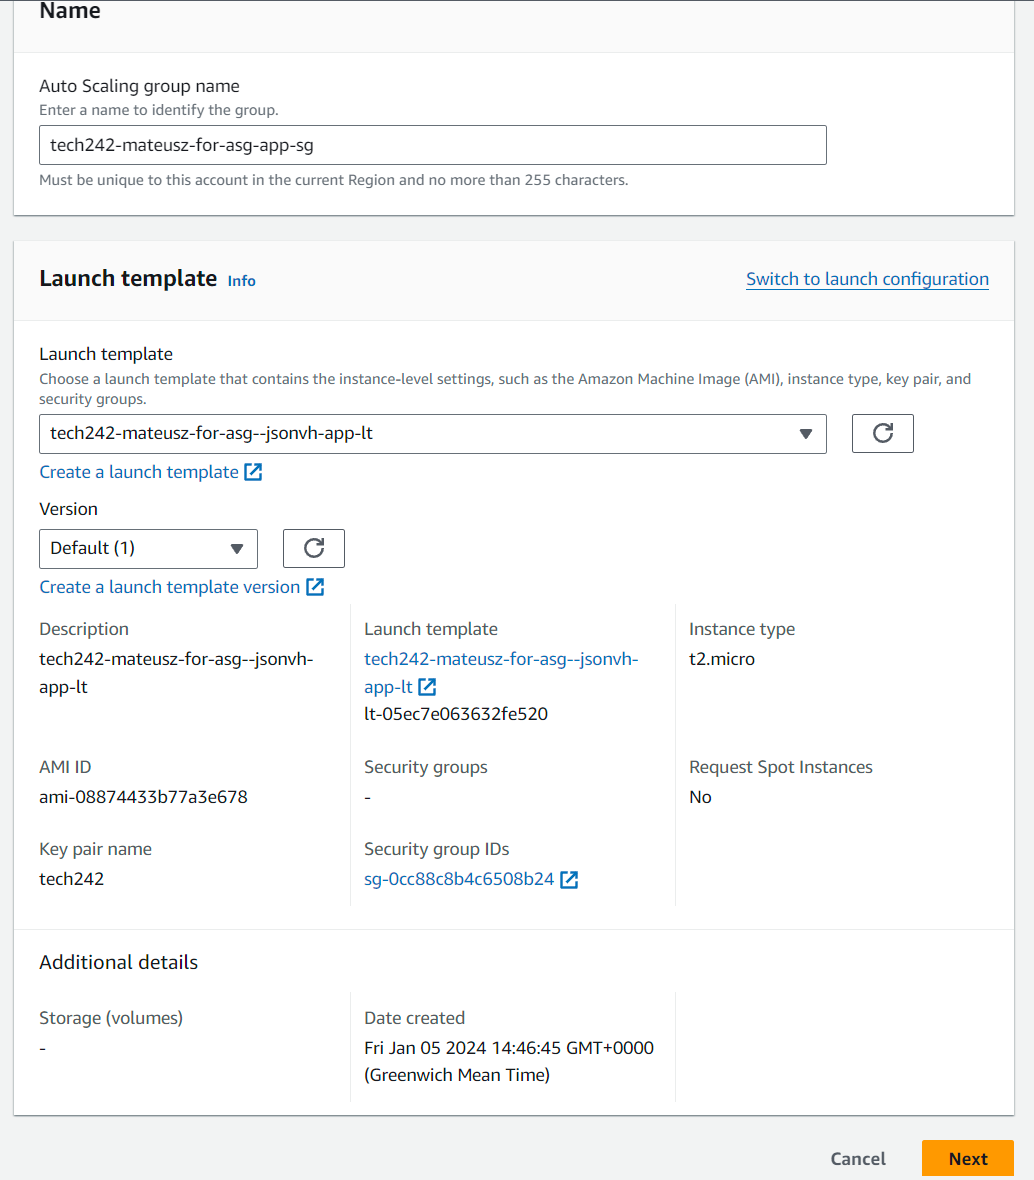 Name
Auto Scaling group name
Enter a name to identify the group.
tech242-mateusz-for-asg-app-sg
Must be unique to this account in the current Region and no more than 255 characters.
Launch template Info
Switch to launch configuration
Launch template
Choose a launch template that contains the instance-level settings, such as the Amazon Machine Image (AMI), instance type, key pair, and
security groups.
tech242-mateusz-for-asg--jsonvh-app-lt
Create a launch template
Version
Default (1)
Create a launch template version
Description
tech242-mateusz-for-asg--jsonvh-
app-lt
Launch template
tech242-mateusz-for-asg--jsonvh-
app-lt
lt-05ec7e063632fe520
Instance type
t2.micro
AMI ID
ami-08874433b77a3e678
Security groups
-
Request Spot Instances
No
Key pair name
tech242
Security group IDs
sg-0cc88c8b4c6508b24
Additional details
Storage (volumes)
-
Date created
Fri Jan 05 2024 14:46:45 GMT+0000
(Greenwich Mean Time)
Cancel
Next